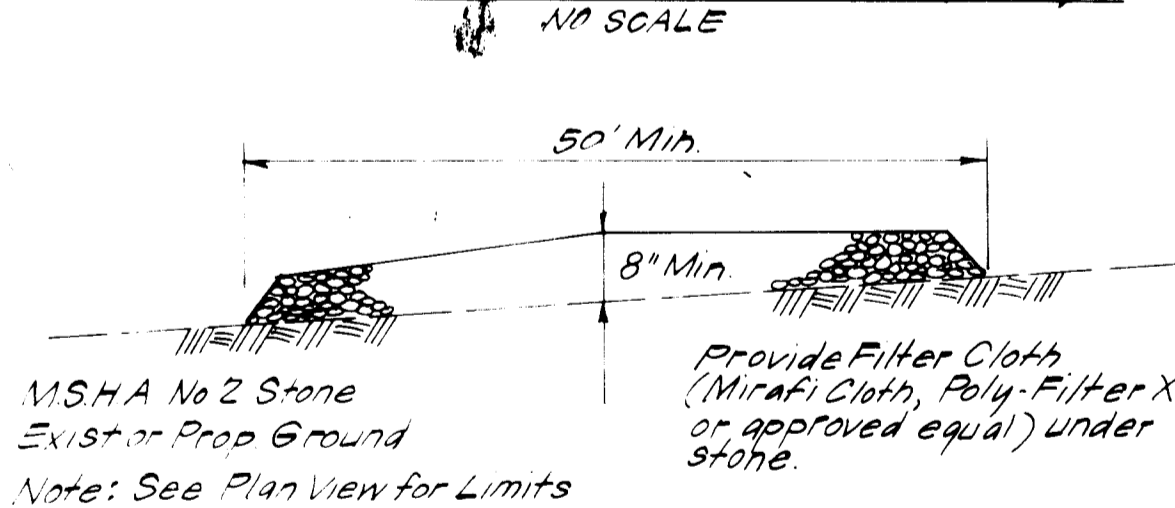 NO SCALE
50' Min.
8" Min.
M.S.H.A No 2 Stone
Exist or Prop. Ground
Note: See Plan View for Limits
Provide Filter Cloth
(Mirafi Cloth, Poly-Filter X
or approved equal) under
stone.